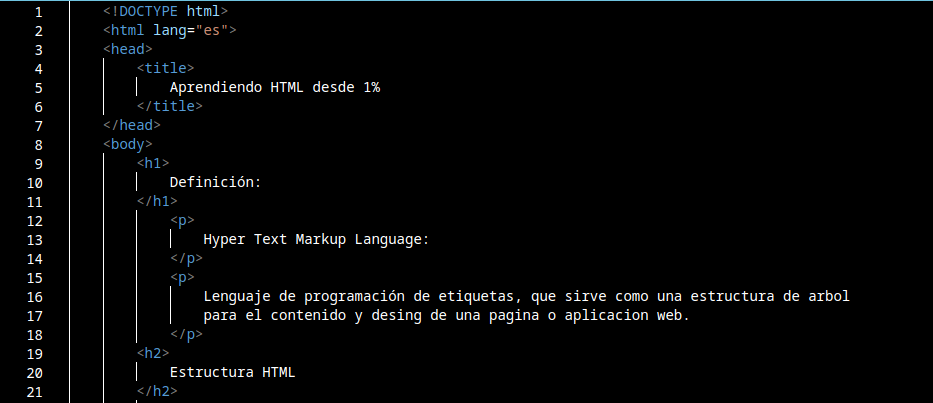 1 <!DOCTYPE html>
2 <html lang="es">
3 <head>
4 <title>
5 Aprendiendo HTML desde 1%
6 </title>
7 </head>
8 <body>
9 <h1>
10 Definición:
11 </h1>
12 <p>
13 Hyper Text Markup Language:
14 </p>
15 <p>
16 Lenguaje de programación de etiquetas, que sirve como una estructura de arbol
17 para el contenido y desing de una pagina o aplicacion web.
18 </p>
19 <h2>
20 Estructura HTML
21 </h2>